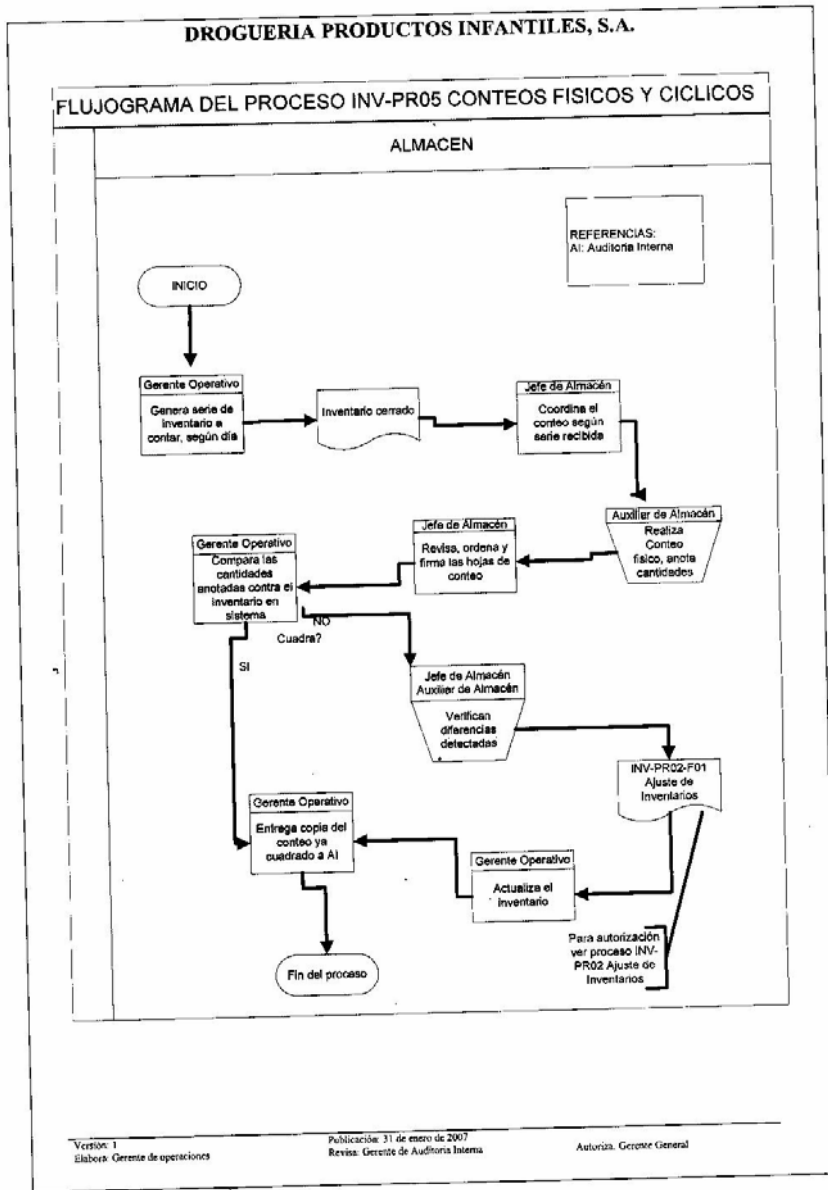 DROGUERIA PRODUCTOS INFANTILES, S.A.
FLUJOGRAMA DEL PROCESO INV-PR05 CONTEOS FISICOS Y CICLICOS
ALMACEN
REFERENCIAS:
AI: Auditoria Interna
INICIO
Gerente Operativo
Genera serie de
inventario a
contar, según día
Inventario cerrado
Jefe de Almacén
Coordina el
conteo según
serie recibida
Auxiliar de Almacén
Realiza
Conteo
físico, anota
cantidades
Jefe de Almacén
Revisa, ordena y
firma las hojas de
conteo
Gerente Operativo
Compara las
cantidades
anotadas contra el
inventario en
sistema
NO
Cuadra?
SI
Jefe de Almacén
Auxilier de Almacén
Verifican
diferencias
detectadas
INV-PR02-F01
Ajuste de
Inventarios
Gerente Operativo
Entrega copia del
conteo ya
cuadrado a AI
Gerente Operativo
Actualiza el
inventario
Para autorización
ver proceso INV-
PR02 Ajuste de
Inventarios
Fin del proceso
Versión: 1
Elabora: Gerente de operaciones
Publicación: 31 de enero de 2007
Revisa: Gerente de Auditoria Interna
Autoriza. Gerente General